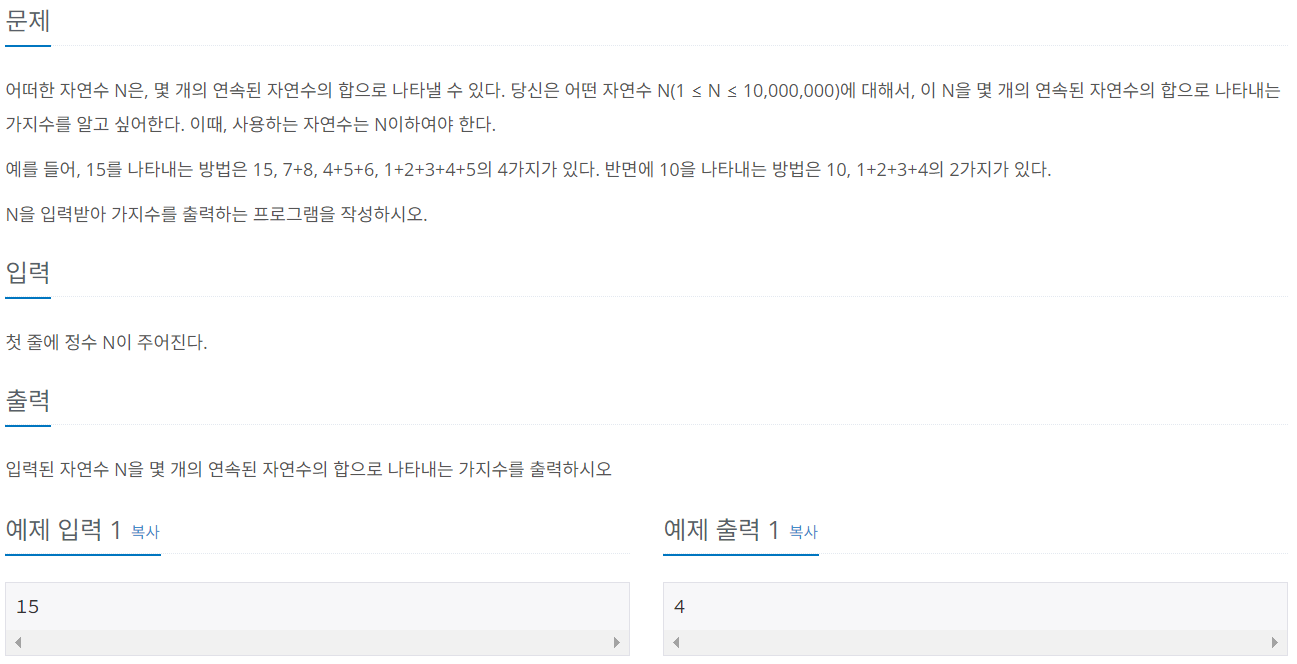 문제
어떠한 자연수 N은, 몇 개의 연속된 자연수의 합으로 나타낼 수 있다. 당신은 어떤 자연수 N(1 ≤ N ≤ 10,000,000)에 대해서, 이 N을 몇 개의 연속된 자연수의 합으로 나타내는
가지수를 알고 싶어한다. 이때, 사용하는 자연수는 N이하여야 한다.
예를 들어, 15를 나타내는 방법은 15, 7+8, 4+5+6, 1+2+3+4+5의 4가지가 있다. 반면에 10을 나타내는 방법은 10, 1+2+3+4의 2가지가 있다.
N을 입력받아 가지수를 출력하는 프로그램을 작성하시오.
입력
첫 줄에 정수 N이 주어진다.
출력
입력된 자연수 N을 몇 개의 연속된 자연수의 합으로 나타내는 가지수를 출력하시오
예제 입력 1 복사
15
예제 출력 1 복사
4